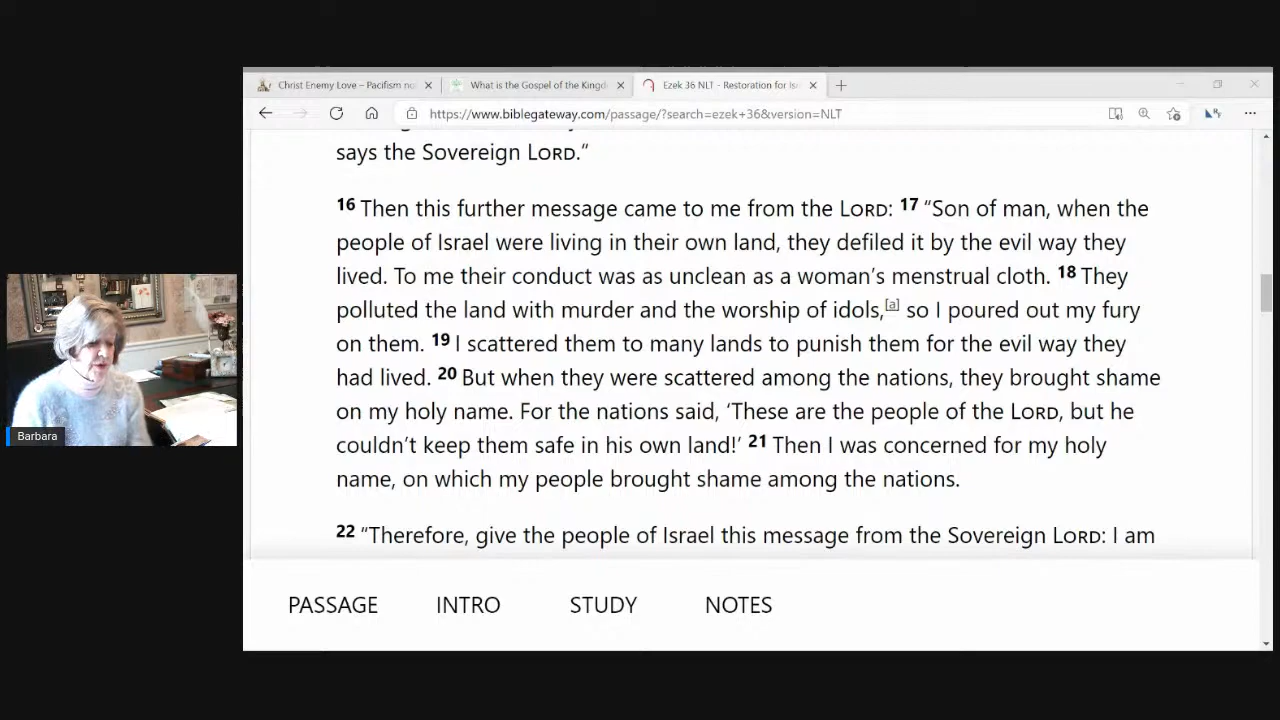 Christ Enemy Love – Pacifism no
What is the Gospel of the Kingd
Ezek 36 NLT - Restoration for Isr
https://www.biblegateway.com/passage/?search=ezek+36&version=NLT
says the Sovereign LORD.”
16 Then this further message came to me from the LORD: 17 “Son of man, when the
people of Israel were living in their own land, they defiled it by the evil way they
lived. To me their conduct was as unclean as a woman’s menstrual cloth. 18 They
polluted the land with murder and the worship of idols,[a] so I poured out my fury
on them. 19 I scattered them to many lands to punish them for the evil way they
had lived. 20 But when they were scattered among the nations, they brought shame
on my holy name. For the nations said, ‘These are the people of the LORD, but he
couldn’t keep them safe in his own land!’ 21 Then I was concerned for my holy
name, on which my people brought shame among the nations.
22 “Therefore, give the people of Israel this message from the Sovereign LORD: I am
PASSAGE INTRO STUDY NOTES
Barbara